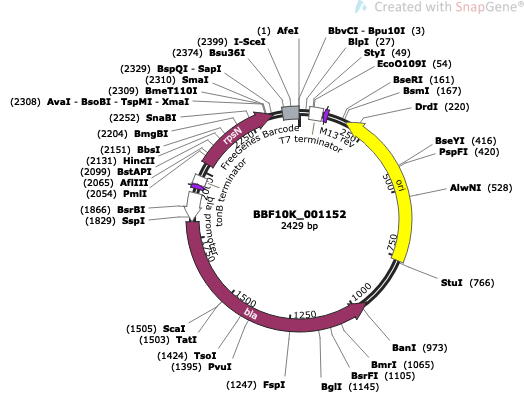 Created with SnapGene®
(1) AfeI
BbvCI - Bpu10I (3)
(2399) I-SceI
BlpI (27)
(2374) Bsu36I
StyI (49)
EcoO109I (54)
(2329) BspQI - SapI
BseRI (161)
(2310) SmaI
BsmI (167)
(2309) BmeT110I
(2308) AvaI - BsoBI - TspMI - XmaI
DrdI (220)
(2252) SnaBI
(2204) BmgBI
(2151) BbsI
(2131) HincII
(2099) BstAPI
(2065) AflIII
(2054) PmlI
(1866) BsrBI
(1829) SspI
BseYI (416)
PspFI (420)
AlwNI (528)
StuI (766)
BanI (973)
BmrI (1065)
BsrFI (1105)
BglI (1145)
(1247) FspI
(1395) PvuI
(1424) TsoI
(1503) TatI
(1505) ScaI
rpsN
FreeGenes Barcode
T7 terminator
M13 rev
ori
bla
bla promoter
tonB terminator
250
500
750
1000
1250
1500
1750
2250
BBF10K_001152
2429 bp